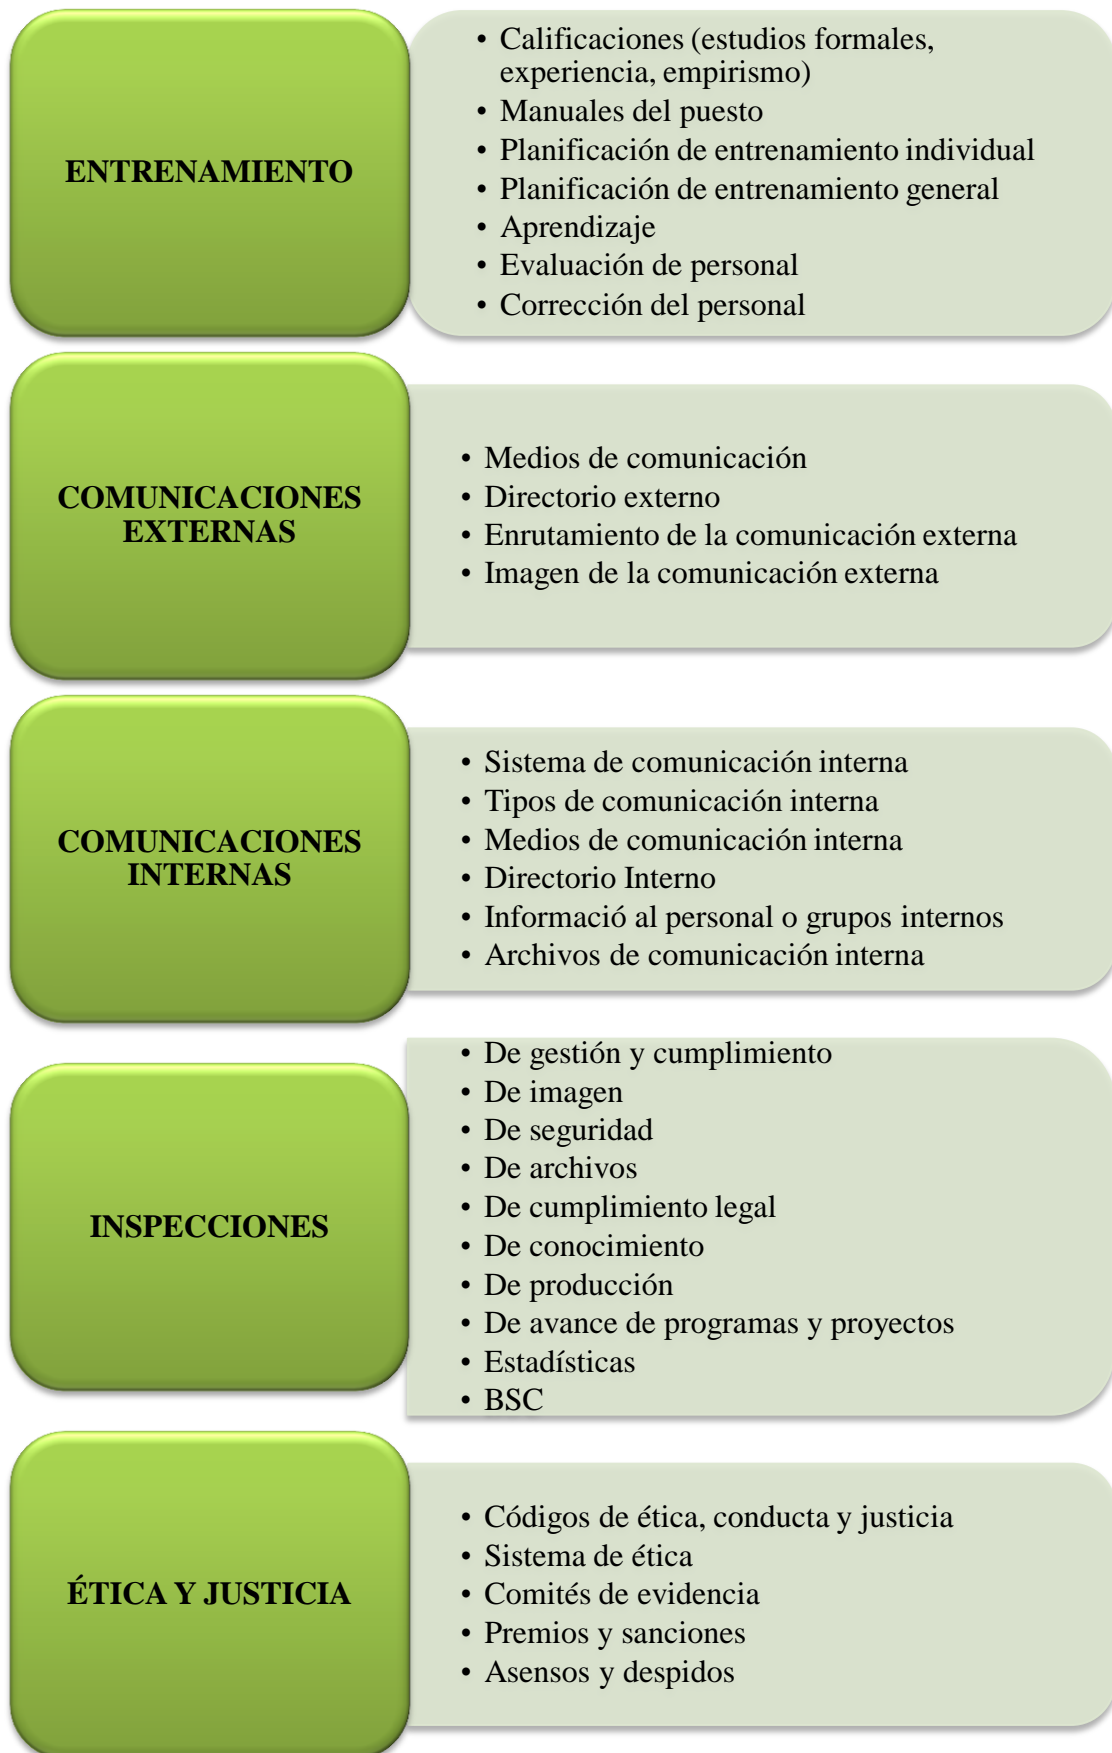 ENTRENAMIENTO
• Calificaciones (estudios formales,
experiencia, empirismo)
• Manuales del puesto
• Planificación de entrenamiento individual
• Planificación de entrenamiento general
• Aprendizaje
• Evaluación de personal
• Corrección del personal
COMUNICACIONES
EXTERNAS
• Medios de comunicación
• Directorio externo
• Enrutamiento de la comunicación externa
• Imagen de la comunicación externa
COMUNICACIONES
INTERNAS
• Sistema de comunicación interna
• Tipos de comunicación interna
• Medios de comunicación interna
• Directorio Interno
• Informació al personal o grupos internos
• Archivos de comunicación interna
INSPECCIONES
• De gestión y cumplimiento
• De imagen
• De seguridad
• De archivos
• De cumplimiento legal
• De conocimiento
• De producción
• De avance de programas y proyectos
• Estadísticas
• BSC
ÉTICA Y JUSTICIA
• Códigos de ética, conducta y justicia
• Sistema de ética
• Comités de evidencia
• Premios y sanciones
• Asensos y despidos